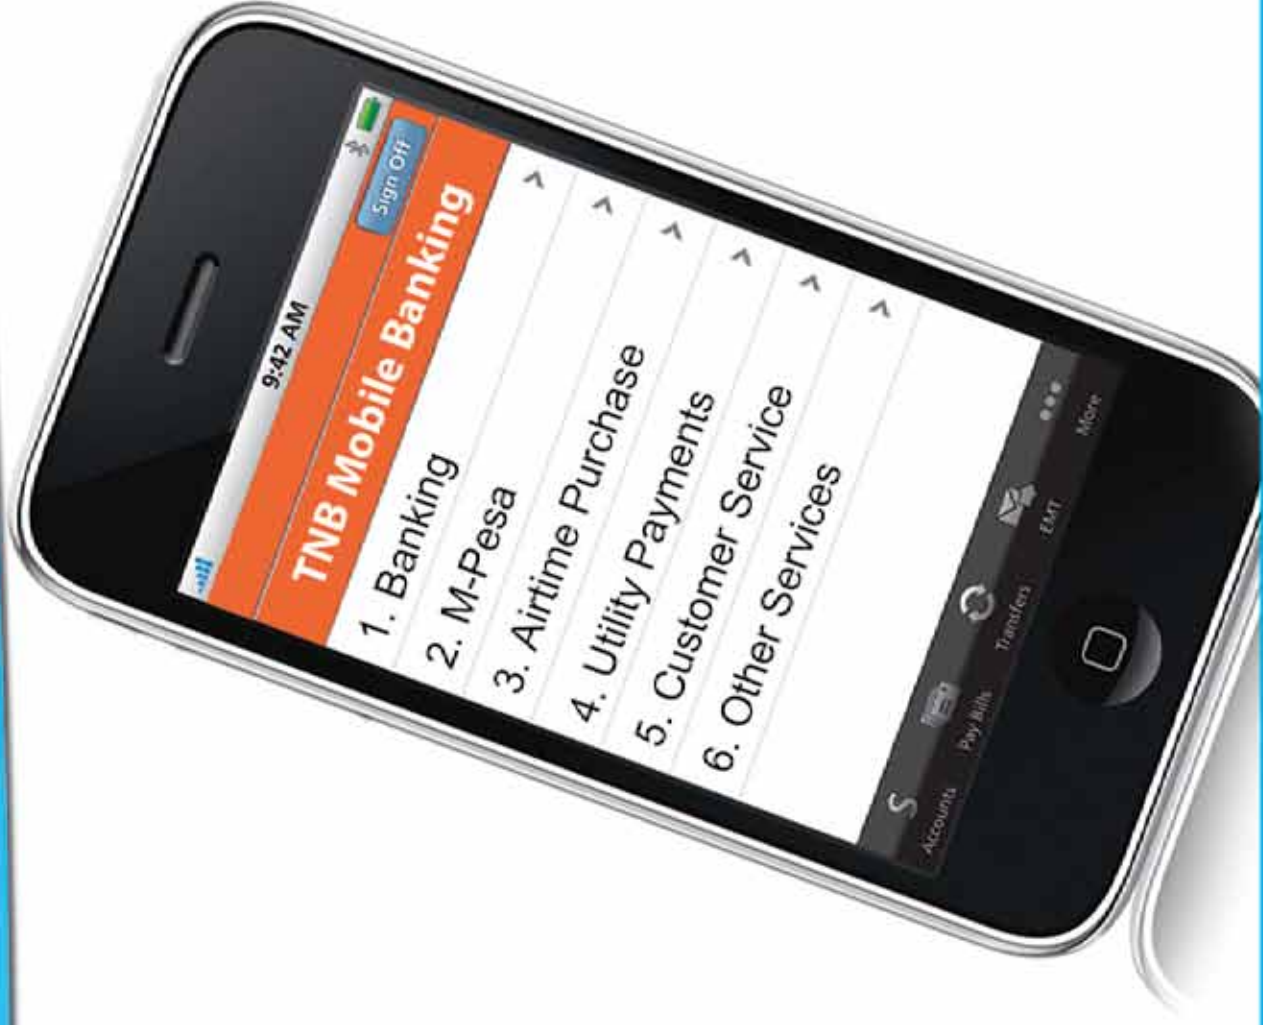 9:42 AM
Sign Off
TNB Mobile Banking
1. Banking
2. M-Pesa
3. Airtime Purchase
4. Utility Payments
5. Customer Service
6. Other Services
Accounts
Pay Bills
Transfers
EMT
More